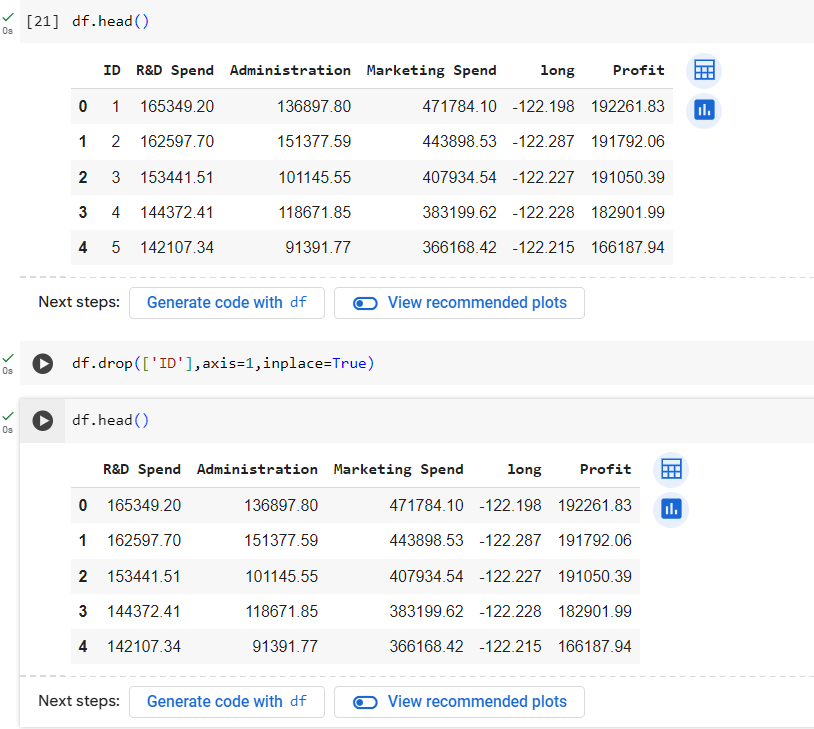 [21] df.head()
0s
ID R&D Spend Administration Marketing Spend long Profit
0 1 165349.20 136897.80 471784.10 -122.198 192261.83
1 2 162597.70 151377.59 443898.53 -122.287 191792.06
2 3 153441.51 101145.55 407934.54 -122.227 191050.39
3 4 144372.41 118671.85 383199.62 -122.228 182901.99
4 5 142107.34 91391.77 366168.42 -122.215 166187.94
Next steps: Generate code with df View recommended plots
df.drop(['ID'],axis=1,inplace=True)
0s
df.head()
0s
R&D Spend Administration Marketing Spend long Profit
0 165349.20 136897.80 471784.10 -122.198 192261.83
1 162597.70 151377.59 443898.53 -122.287 191792.06
2 153441.51 101145.55 407934.54 -122.227 191050.39
3 144372.41 118671.85 383199.62 -122.228 182901.99
4 142107.34 91391.77 366168.42 -122.215 166187.94
Next steps: Generate code with df View recommended plots